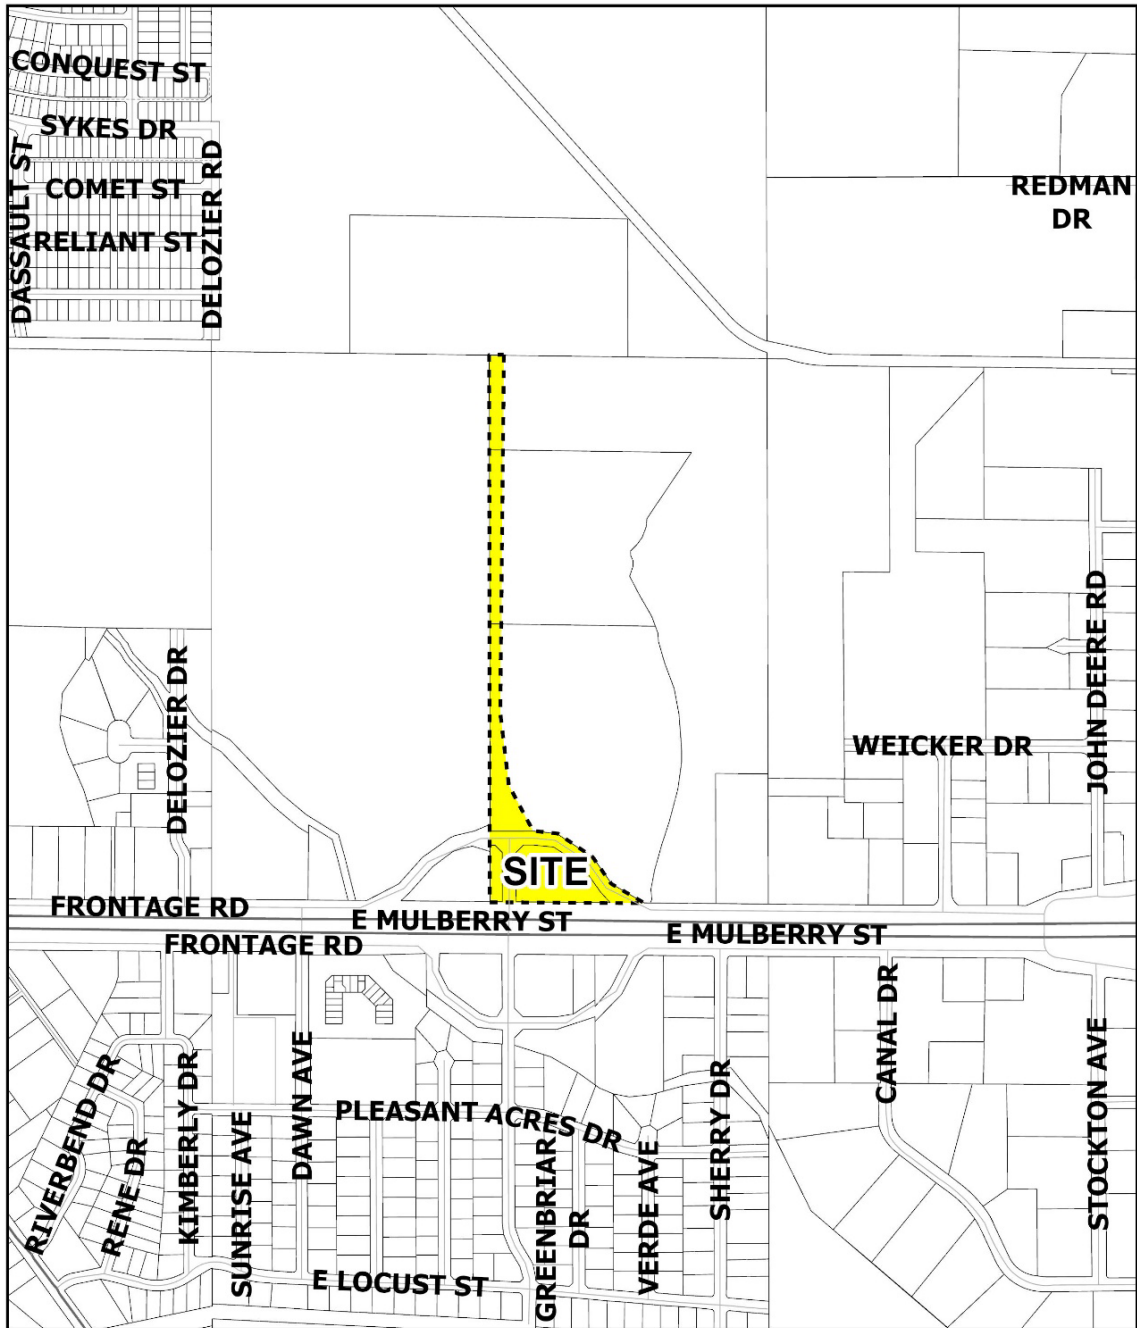 CONQUEST ST
SYKES DR
DASSAULT ST
COMET ST
DELOZIER RD
RELIANT ST
REDMAN
DR
DELOZIER DR
JOHN DEERE RD
WEICKER DR
SITE
FRONTAGE RD
E MULBERRY ST
E MULBERRY ST
FRONTAGE RD
CANAL DR
RIVERBEND DR
RENE DR
KIMBERLY DR
SUNRISE AVE
DAWN AVE
PLEASANT ACRES DR
GREENBRIAR
DR
VERDE AVE
SHERRY DR
STOCKTON AVE
E LOCUST ST